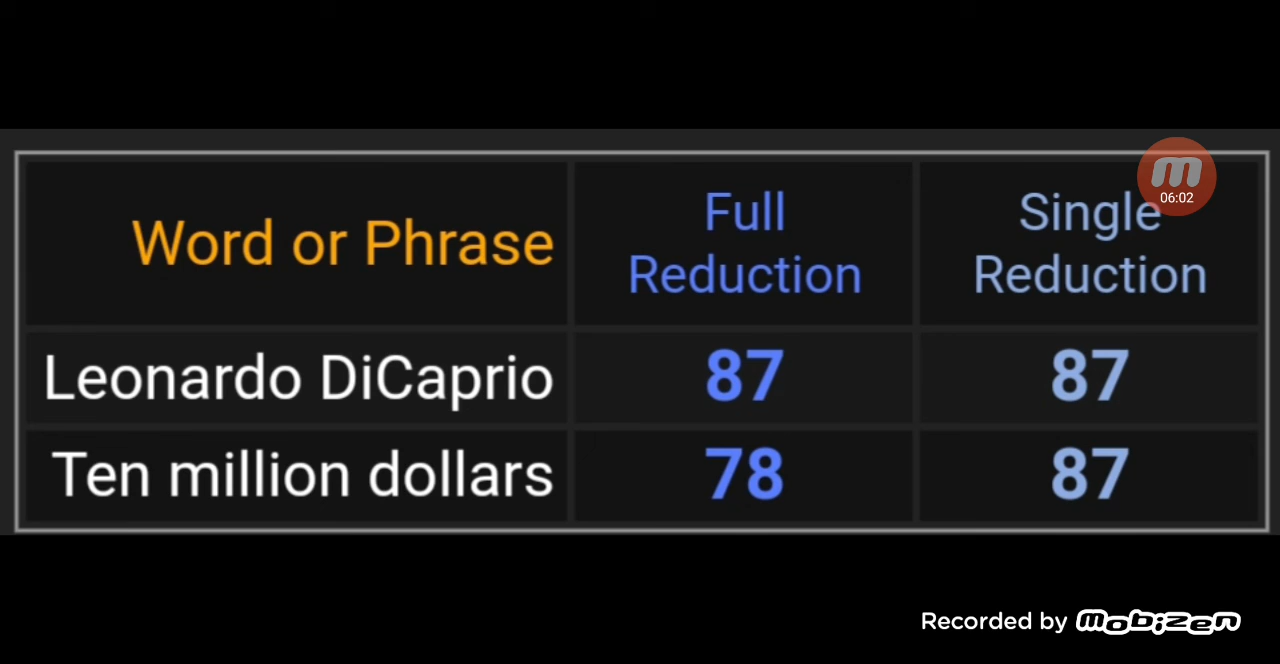 Word or Phrase
Full
Reduction
Single
Reduction
06:02
Leonardo DiCaprio 87 87
Ten million dollars 78 87
Recorded by Mobizen